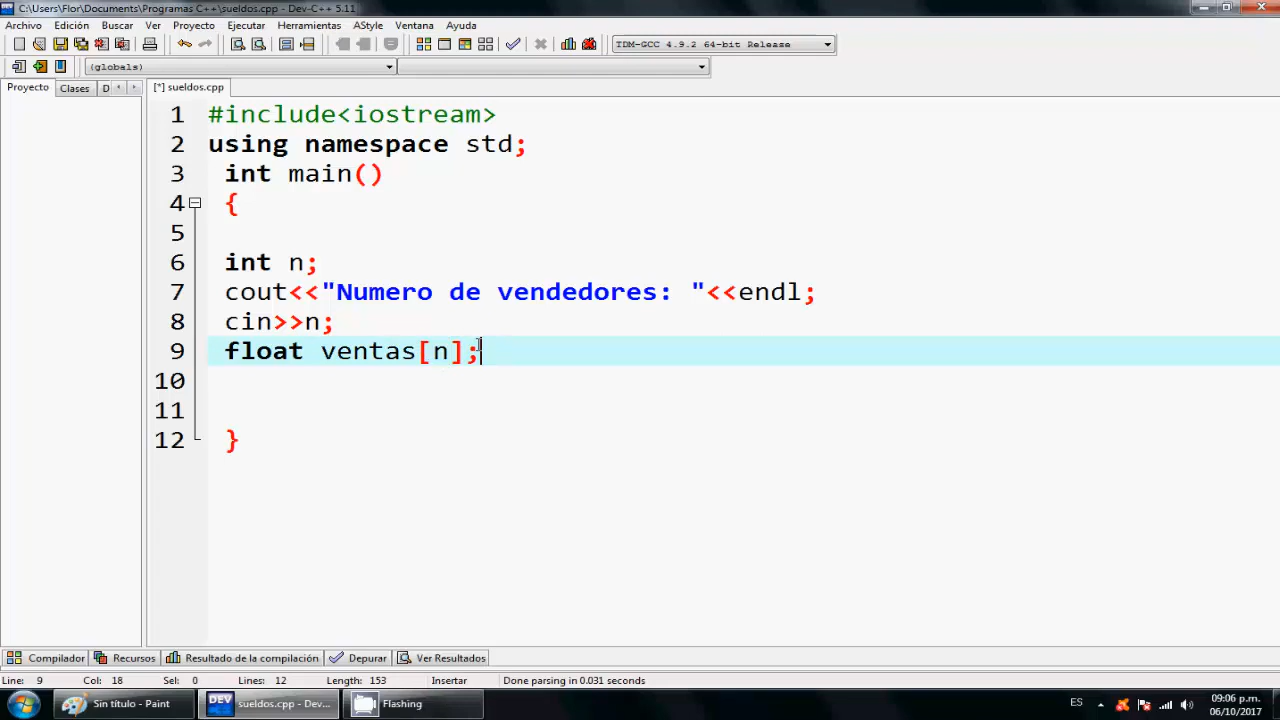 C:\Users\Flor\Documents\Programas C++\sueldos.cpp - Dev-C++ 5.11
Archivo Edición Buscar Ver Proyecto Ejecutar Herramientas AStyle Ventana Ayuda
TDM-GCC 4.9.2 64-bit Release
(globals)
Proyecto Clases D
[*] sueldos.cpp
1 #include<iostream>
2 using namespace std;
3 int main()
4 {
5
6 int n;
7 cout<<"Numero de vendedores: "<<endl;
8 cin>>n;
9 float ventas[n];
10
11
12 }
Compilador Recursos Resultado de la compilación Depurar Ver Resultados
Line: 9 Col: 18 Sel: 0 Lines: 12 Length: 153 Insertar Done parsing in 0.031 seconds
Sin título - Paint
DEV sueldos.cpp - Dev...
Flashing
ES
09:06 p.m.
06/10/2017